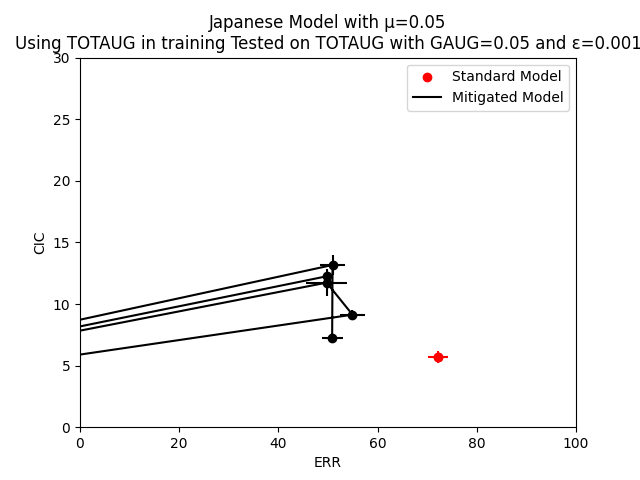 Japanese Model with μ=0.05
Using TOTAUG in training Tested on TOTAUG with GAUG=0.05 and ε=0.001
30
25
20
15
10
5
0
CIC
Standard Model
Mitigated Model
0 20 40 60 80 100
ERR